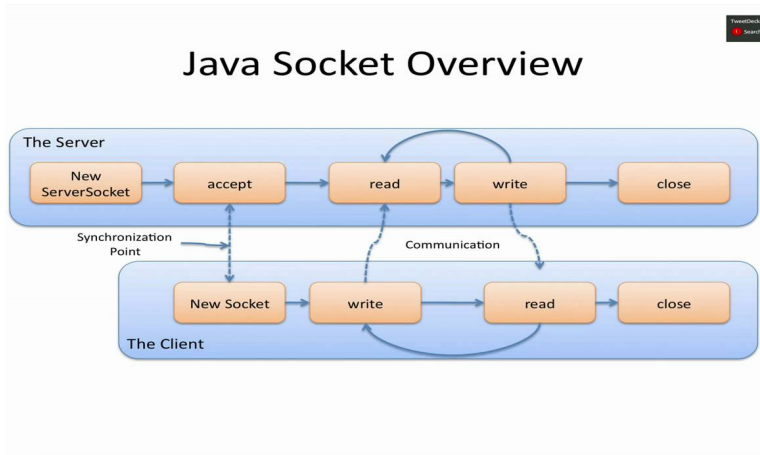 TweetDeck
Search
Java Socket Overview
The Server
New
ServerSocket
accept
read
write
close
Synchronization
Point
Communication
New Socket
write
read
close
The Client